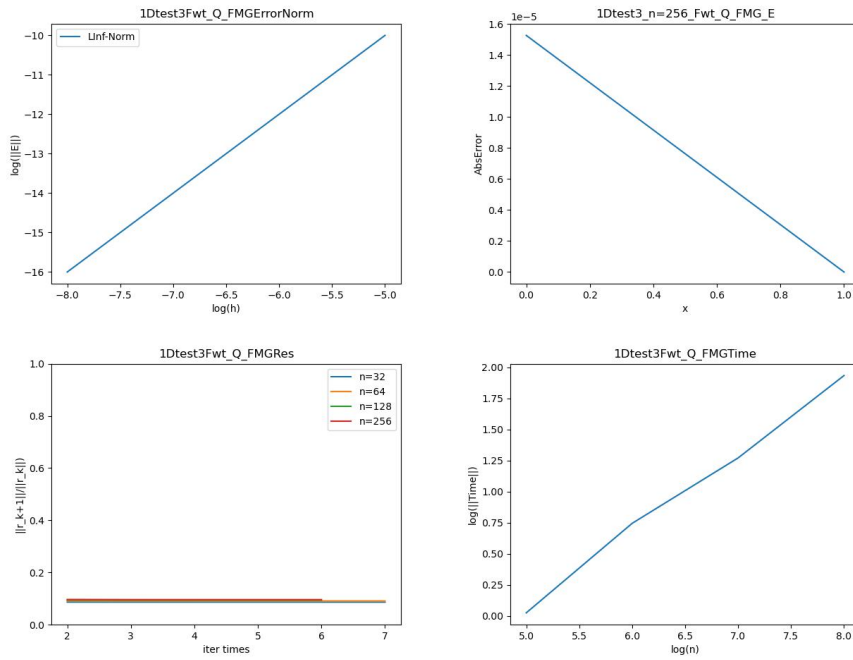 1Dtest3Fwt_Q_FMGErrorNorm
LInf-Norm
−10
−11
−12
−13
−14
−15
−16
log(||E||)
−8.0 −7.5 −7.0 −6.5 −6.0 −5.5 −5.0
log(h)
1Dtest3_n=256_Fwt_Q_FMG_E
1e−5
1.6
1.4
1.2
1.0
0.8
0.6
0.4
0.2
0.0
AbsError
0.0 0.2 0.4 0.6 0.8 1.0
x
1Dtest3Fwt_Q_FMGRes
n=32
n=64
n=128
n=256
1.0
0.8
0.6
0.4
0.2
0.0
||r_k+1||/||r_k||)
2 3 4 5 6 7
iter times
1Dtest3Fwt_Q_FMGTime
2.00
1.75
1.50
1.25
1.00
0.75
0.50
0.25
0.00
log(||Time||)
5.0 5.5 6.0 6.5 7.0 7.5 8.0
log(n)